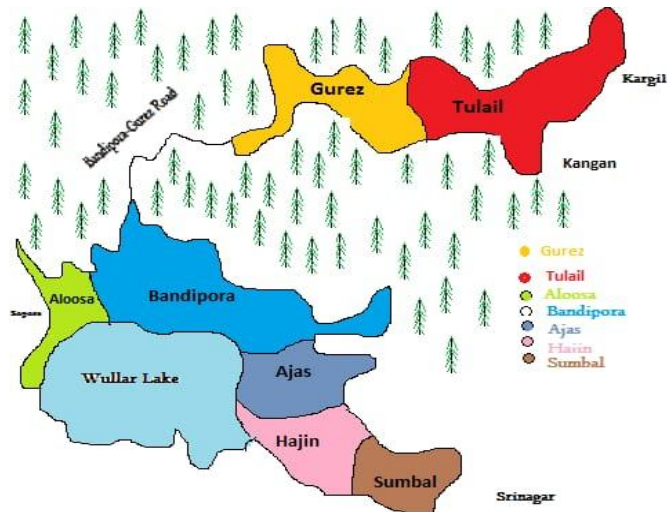 Kargil
Gurez
Tulail
Bandipora-Gurez Road
Kangan
Gurez
Tulail
Aloosa
Bandipora
Ajas
Hajin
Sumbal
Aloosa
Bandipora
Sopore
Wullar Lake
Ajas
Hajin
Sumbal
Srinagar